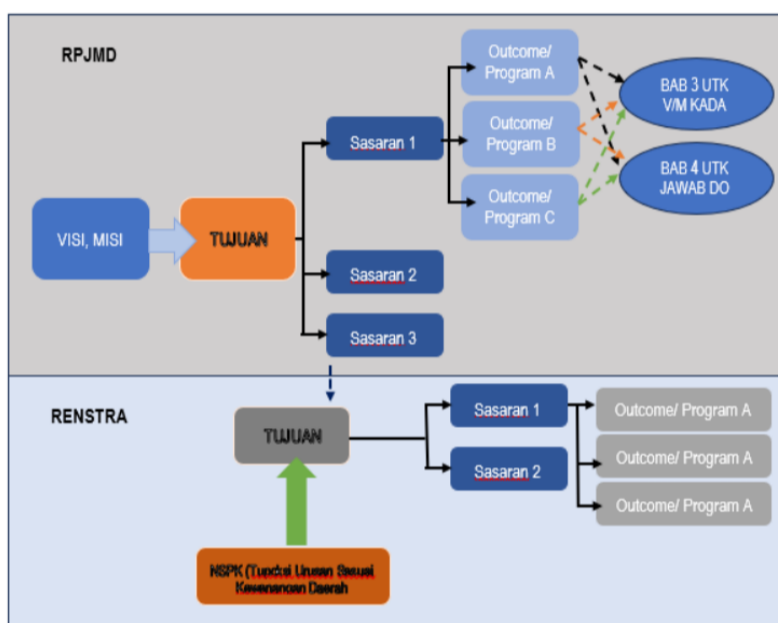 RPJMD
Outcome/
Program A
BAB 3 UTK
V/M KADA
Sasaran 1
Outcome/
Program B
BAB 4 UTK
JAWAB DO
Outcome/
Program C
VISI, MISI
TUJUAN
Sasaran 2
Sasaran 3
RENSTRA
TUJUAN
Sasaran 1
Sasaran 2
Outcome/ Program A
Outcome/ Program A
Outcome/ Program A
NSPK (Tupoksi Urusan Sesuai
Kewenangan Daerah